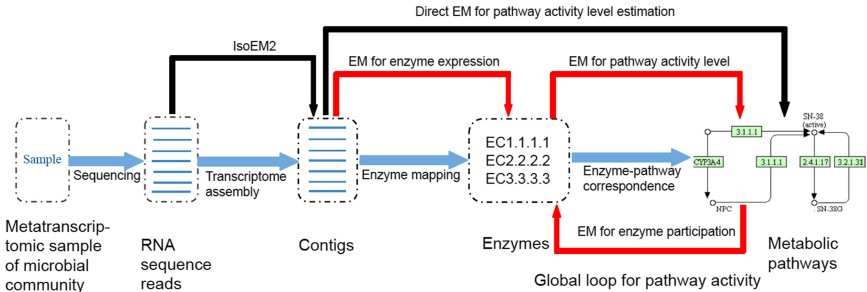 Direct EM for pathway activity level estimation
IsoEM2
EM for enzyme expression
EM for pathway activity level
Sample
Sequencing
Transcriptome
assembly
Enzyme mapping
EC1.1.1.1
EC2.2.2.2
EC3.3.3.3
Enzyme-pathway
correspondence
SN-38
(active)
3.1.1.1
CYP3A4
3.1.1.1
2.4.1.17
3.2.1.31
NPC
SN-38G
EM for enzyme participation
Metatranscrip-
tomic sample
of microbial
community
RNA
sequence
reads
Contigs
Enzymes
Metabolic
pathways
Global loop for pathway activity